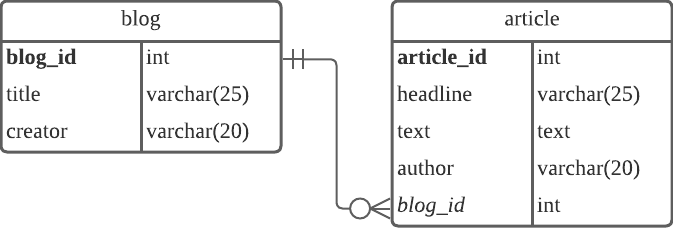 blog
blog_id int
title varchar(25)
creator varchar(20)
article
article_id int
headline varchar(25)
text text
author varchar(20)
blog_id int